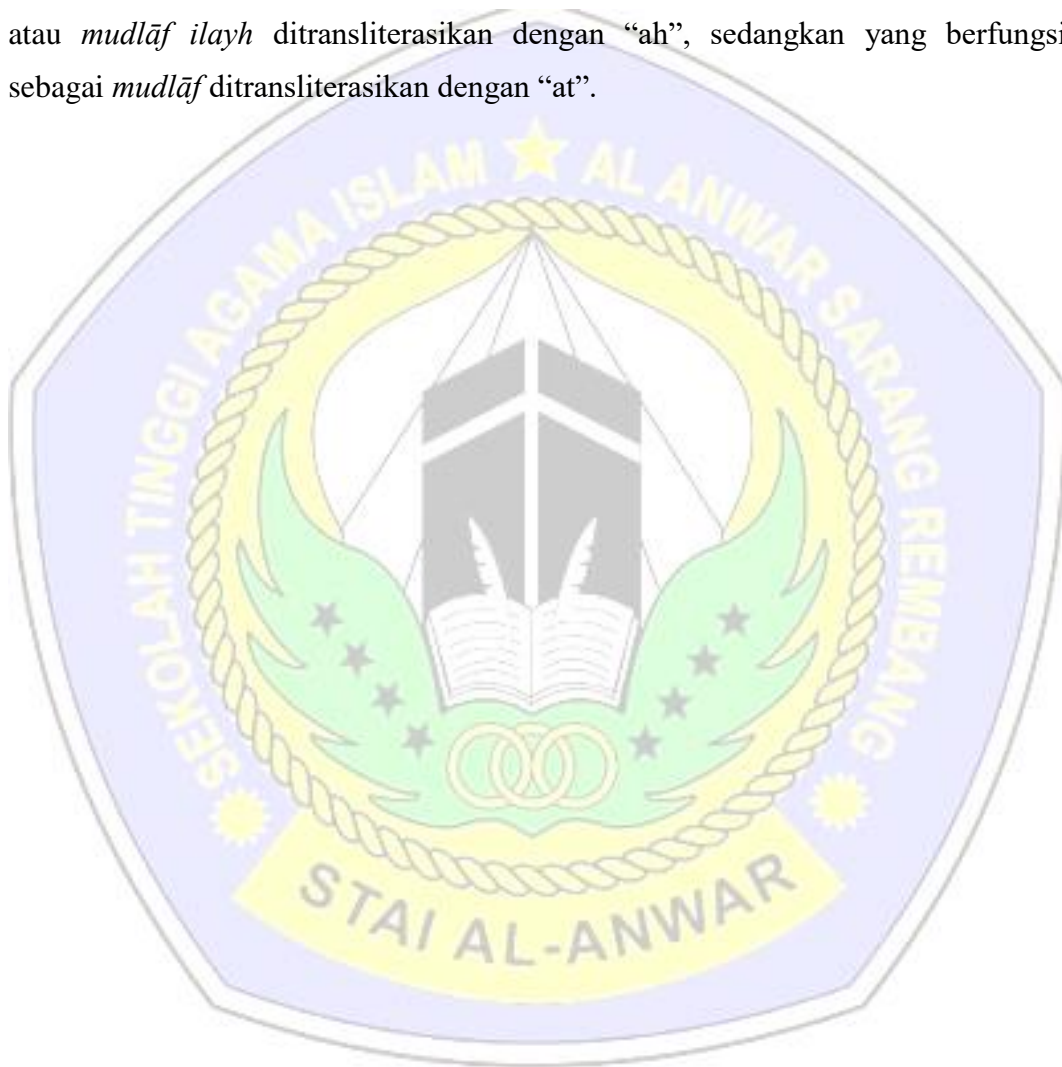 atau mudlāf ilayh ditransliterasikan dengan “ah”, sedangkan yang berfungsi
sebagai mudlāf ditransliterasikan dengan “at”.
SEKOLAH TINGGI AGAMA ISLAM AL ANWAR SARANG REMBANG
STAI AL-ANWAR